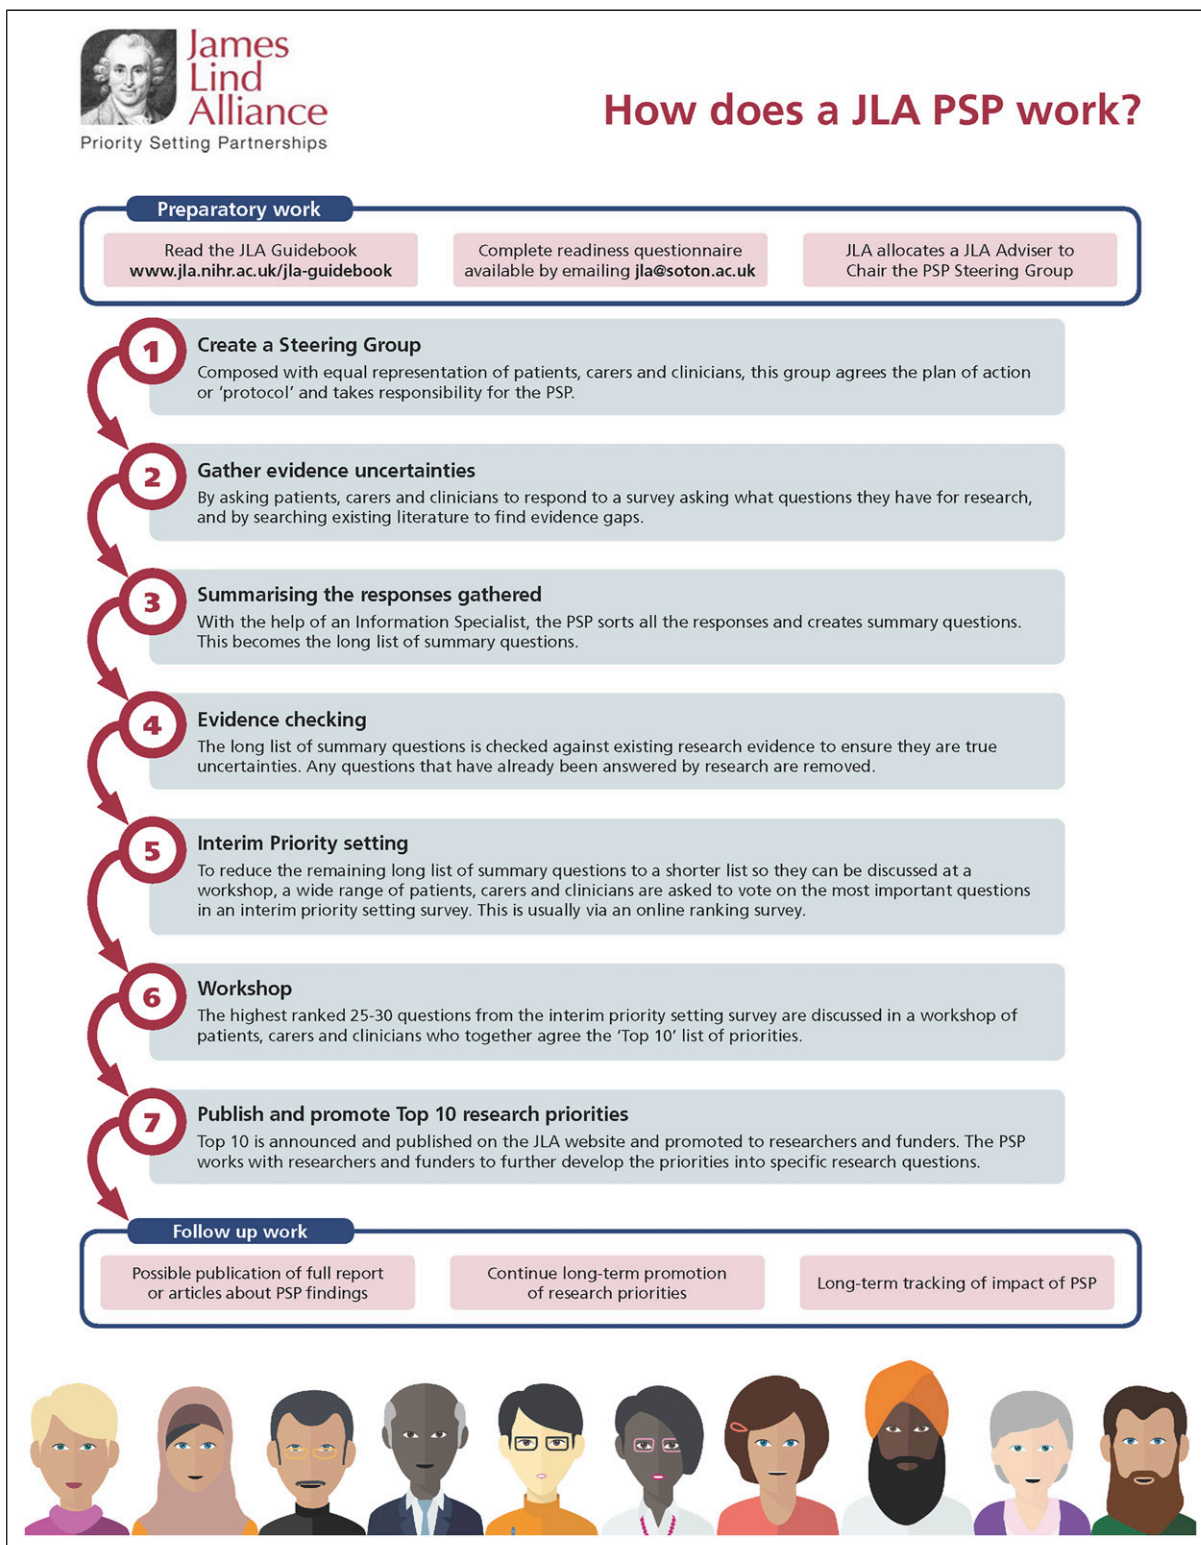 James
Lind
Alliance
Priority Setting Partnerships
How does a JLA PSP work?
Preparatory work
Read the JLA Guidebook
www.jla.nihr.ac.uk/jla-guidebook
Complete readiness questionnaire
available by emailing jla@soton.ac.uk
JLA allocates a JLA Adviser to
Chair the PSP Steering Group
1
Create a Steering Group
Composed with equal representation of patients, carers and clinicians, this group agrees the plan of action
or ‘protocol’ and takes responsibility for the PSP.
2
Gather evidence uncertainties
By asking patients, carers and clinicians to respond to a survey asking what questions they have for research,
and by searching existing literature to find evidence gaps.
3
Summarising the responses gathered
With the help of an Information Specialist, the PSP sorts all the responses and creates summary questions.
This becomes the long list of summary questions.
4
Evidence checking
The long list of summary questions is checked against existing research evidence to ensure they are true
uncertainties. Any questions that have already been answered by research are removed.
5
Interim Priority setting
To reduce the remaining long list of summary questions to a shorter list so they can be discussed at a
workshop, a wide range of patients, carers and clinicians are asked to vote on the most important questions
in an interim priority setting survey. This is usually via an online ranking survey.
6
Workshop
The highest ranked 25-30 questions from the interim priority setting survey are discussed in a workshop of
patients, carers and clinicians who together agree the ‘Top 10’ list of priorities.
7
Publish and promote Top 10 research priorities
Top 10 is announced and published on the JLA website and promoted to researchers and funders. The PSP
works with researchers and funders to further develop the priorities into specific research questions.
Follow up work
Possible publication of full report
or articles about PSP findings
Continue long-term promotion
of research priorities
Long-term tracking of impact of PSP